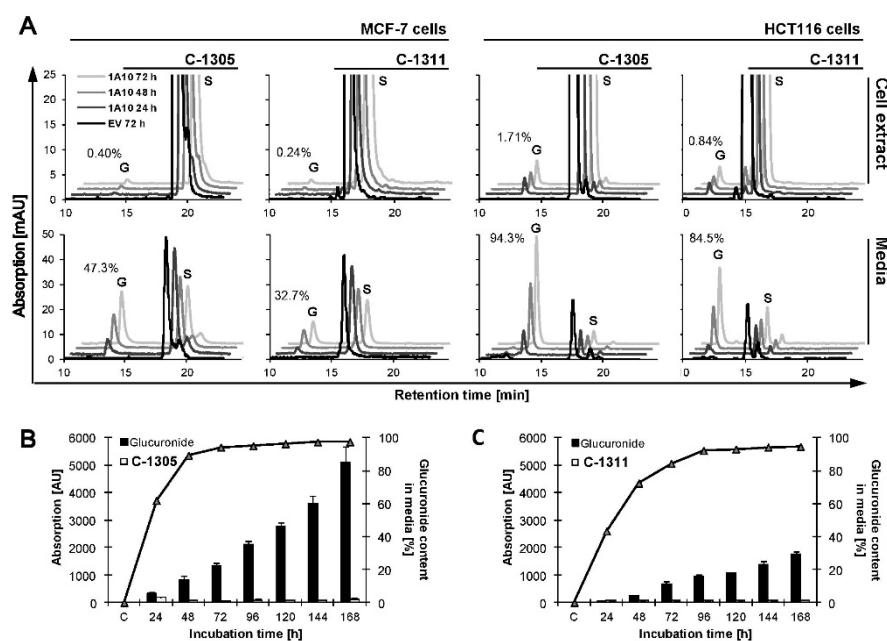 A
MCF-7 cells HCT116 cells
C-1305 C-1311 C-1305 C-1311
1A10 72 h
1A10 48 h
1A10 24 h
EV 72 h
25
20
15
10
5
0
0.40% G S
0.24% G S
1.71% G S
0.84% G S
Cell extract
10 15 20
10 15 20
10 15 20
0 15 20
Absorption [mAU]
50
40
30
20
10
0
47.3% G S
32.7% G S
94.3% G S
84.5% G S
Media
10 15 20
10 15 20
10 15 20
10 15 20
Retention time [min]
B
Glucuronide
C-1305
Absorption [AU]
6000
5000
4000
3000
2000
1000
0
100
80
60
40
20
0
Glucuronide content
in media [%]
C 24 48 72 96 120 144 168
Incubation time [h]
C
Glucuronide
C-1311
Absorption [AU]
6000
5000
4000
3000
2000
1000
0
100
80
60
40
20
0
Glucuronide content
in media [%]
C 24 48 72 96 120 144 168
Incubation time [h]